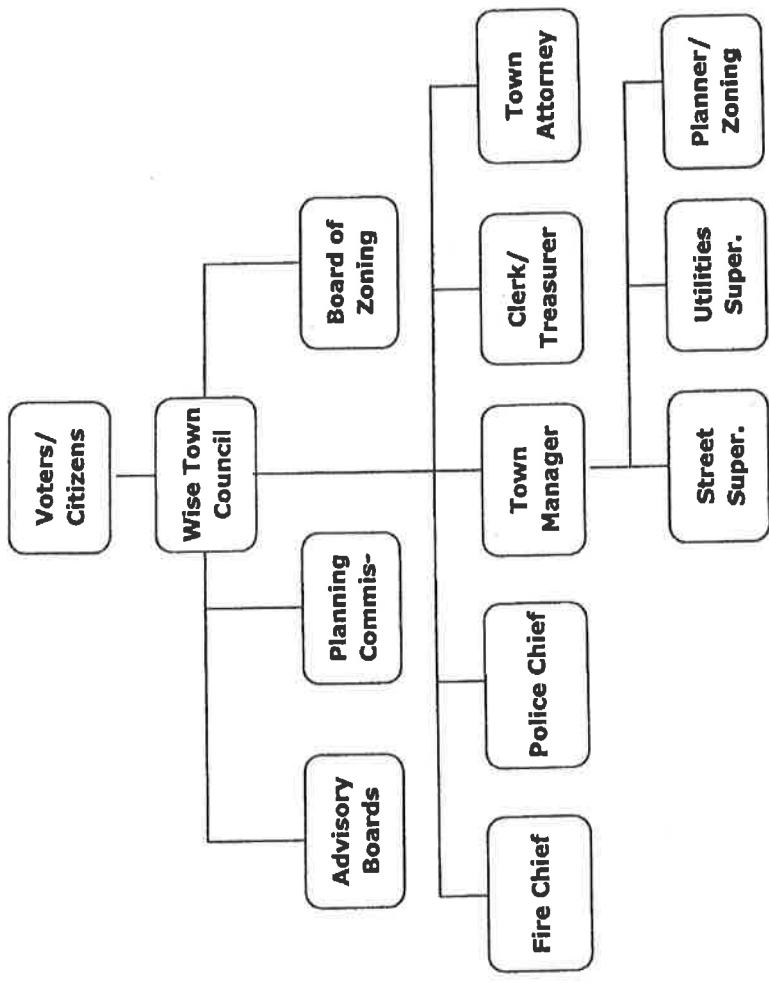 Voters/
Citizens
Wise Town
Council
Advisory
Boards
Planning
Commis-
Board of
Zoning
Fire Chief
Police Chief
Town
Manager
Clerk/
Treasurer
Town
Attorney
Street
Super.
Utilities
Super.
Planner/
Zoning